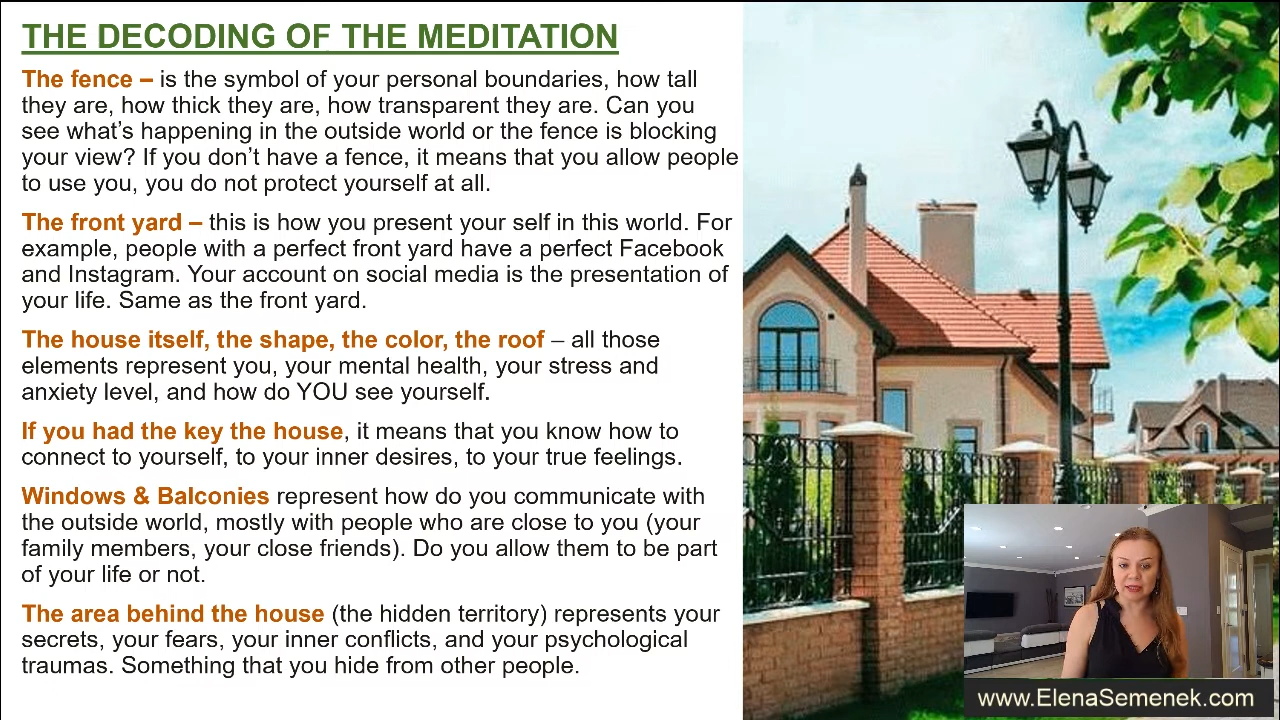 THE DECODING OF THE MEDITATION
The fence – is the symbol of your personal boundaries, how tall
they are, how thick they are, how transparent they are. Can you
see what's happening in the outside world or the fence is blocking
your view? If you don't have a fence, it means that you allow people
to use you, you do not protect yourself at all.
The front yard – this is how you present your self in this world. For
example, people with a perfect front yard have a perfect Facebook
and Instagram. Your account on social media is the presentation of
your life. Same as the front yard.
The house itself, the shape, the color, the roof – all those
elements represent you, your mental health, your stress and
anxiety level, and how do YOU see yourself.
If you had the key the house, it means that you know how to
connect to yourself, to your inner desires, to your true feelings.
Windows & Balconies represent how do you communicate with
the outside world, mostly with people who are close to you (your
family members, your close friends). Do you allow them to be part
of your life or not.
The area behind the house (the hidden territory) represents your
secrets, your fears, your inner conflicts, and your psychological
traumas. Something that you hide from other people.
www.ElenaSemenek.com